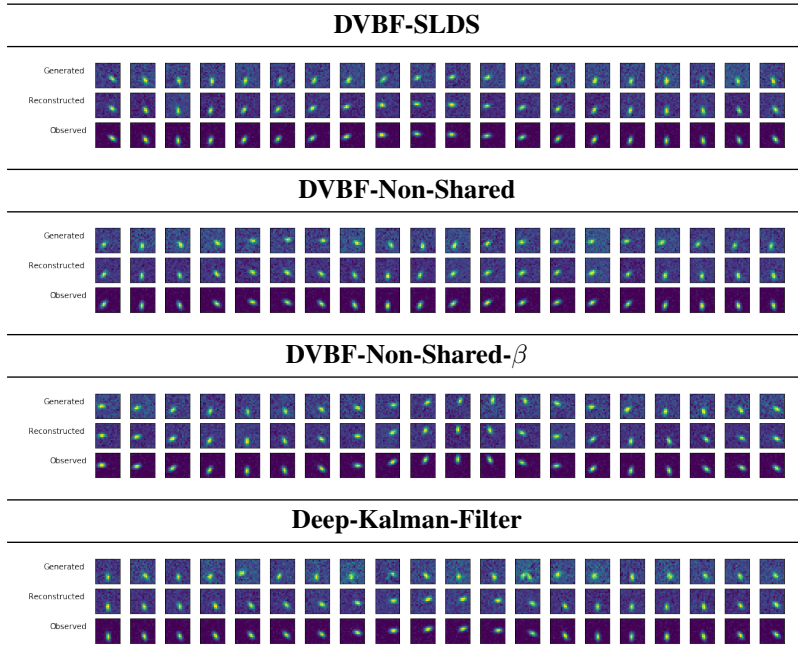 DVBF-SLDS
Generated
Reconstructed
Observed
DVBF-Non-Shared
Generated
Reconstructed
Observed
DVBF-Non-Shared-β
Generated
Reconstructed
Observed
Deep-Kalman-Filter
Generated
Reconstructed
Observed